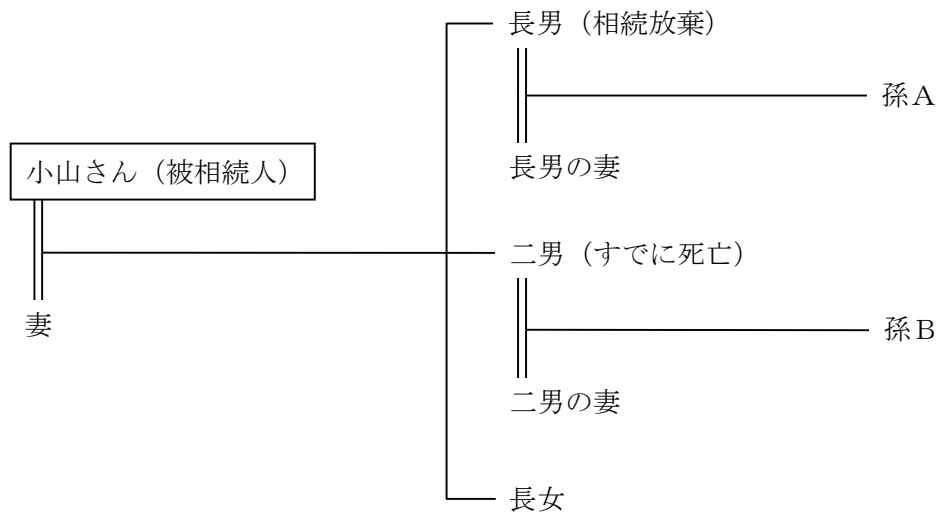 長男（相続放棄）
孫Ａ
長男の妻
小山さん（被相続人）
妻
二男（すでに死亡）
孫Ｂ
二男の妻
長女